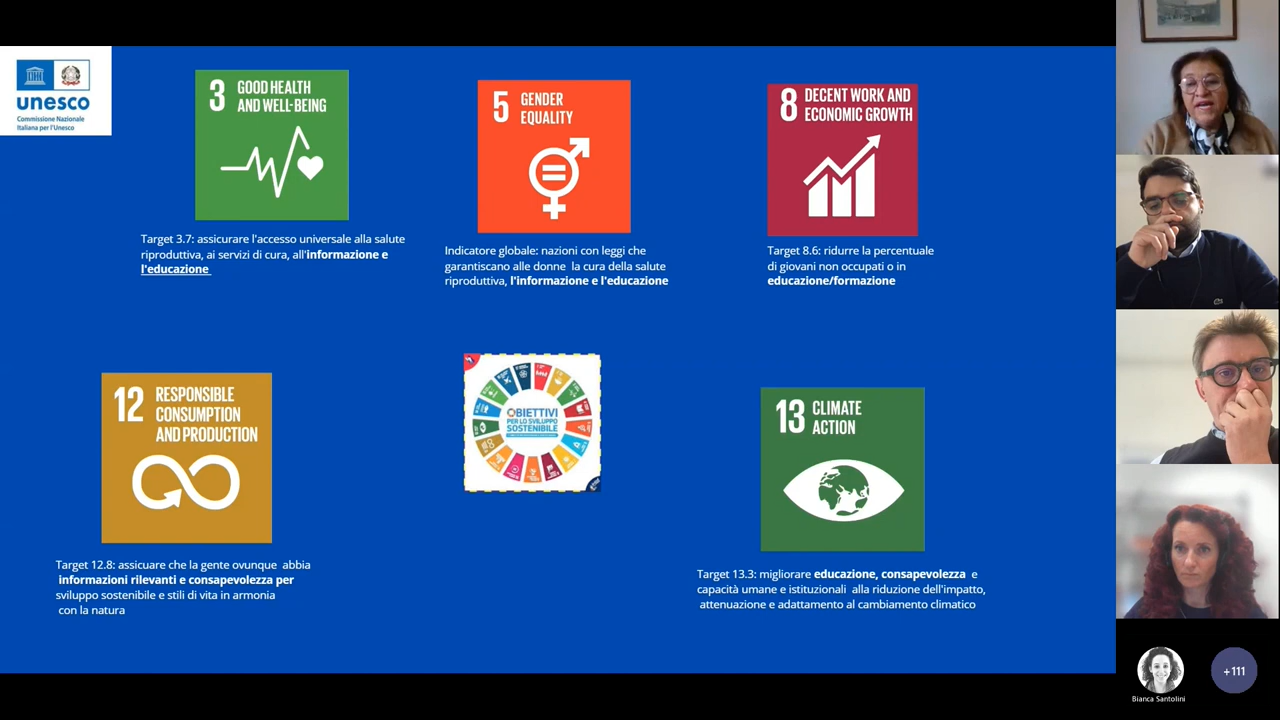 unesco
Commissione Nazionale
Italiana per l'Unesco
3 GOOD HEALTH
AND WELL-BEING
Target 3.7: assicurare l'accesso universale alla salute
riproduttiva, ai servizi di cura, all'informazione e
l'educazione
5 GENDER
EQUALITY
Indicatore globale: nazioni con leggi che
garantiscano alle donne la cura della salute
riproduttiva, l'informazione e l'educazione
8 DECENT WORK AND
ECONOMIC GROWTH
Target 8.6: ridurre la percentuale
di giovani non occupati o in
educazione/formazione
12 RESPONSIBLE
CONSUMPTION
AND PRODUCTION
Target 12.8: assicuare che la gente ovunque abbia
informazioni rilevanti e consapevolezza per
sviluppo sostenibile e stili di vita in armonia
con la natura
OBIETTIVI
PER LO SVILUPPO
SOSTENIBILE
13 CLIMATE
ACTION
Target 13.3: migliorare educazione, consapevolezza e
capacità umane e istituzionali alla riduzione dell'impatto,
attenuazione e adattamento al cambiamento climatico
Bianca Santolini
+111